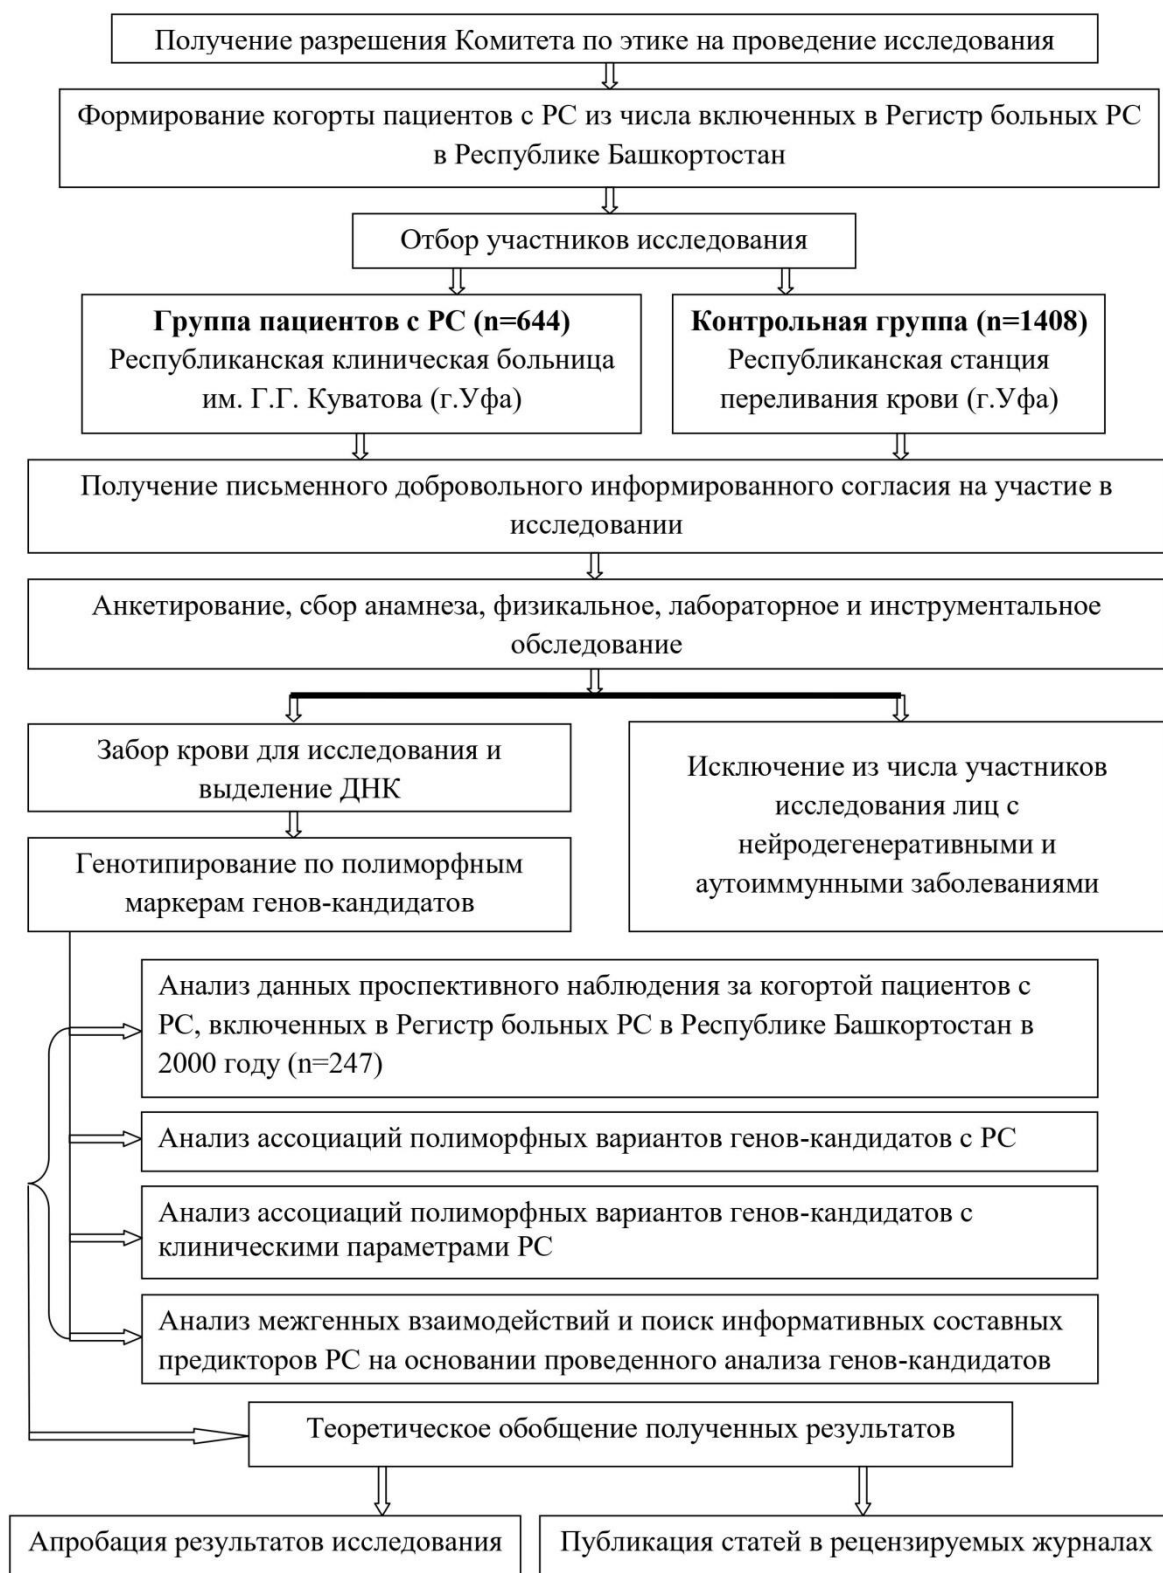 Получение разрешения Комитета по этике на проведение исследования
Формирование когорты пациентов с РС из числа включенных в Регистр больных РС
в Республике Башкортостан
Отбор участников исследования
Группа пациентов с РС (n=644)
Республиканская клиническая больница
им. Г.Г. Куватова (г.Уфа)
Контрольная группа (n=1408)
Республиканская станция
переливания крови (г.Уфа)
Получение письменного добровольного информированного согласия на участие в
исследовании
Анкетирование, сбор анамнеза, физикальное, лабораторное и инструментальное
обследование
Забор крови для исследования и
выделение ДНК
Исключение из числа участников
исследования лиц с
нейродегенеративными и
аутоиммунными заболеваниями
Генотипирование по полиморфным
маркерам генов-кандидатов
Анализ данных проспективного наблюдения за когортой пациентов с
РС, включенных в Регистр больных РС в Республике Башкортостан в
2000 году (n=247)
Анализ ассоциаций полиморфных вариантов генов-кандидатов с РС
Анализ ассоциаций полиморфных вариантов генов-кандидатов с
клиническими параметрами РС
Анализ межгенных взаимодействий и поиск информативных составных
предикторов РС на основании проведенного анализа генов-кандидатов
Теоретическое обобщение полученных результатов
Апробация результатов исследования
Публикация статей в рецензируемых журналах